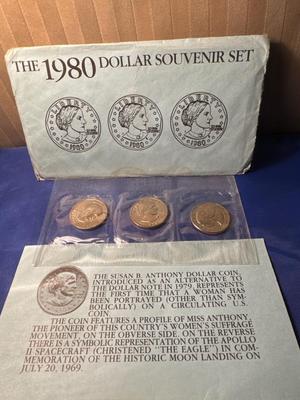 THE 1980 DOLLAR SOUVENIR SET
LIBERTY
LIBERTY
LIBERTY
1980
1980
1980
THE SUSAN B. ANTHONY DOLLAR COIN,
INTRODUCED AS AN ALTERNATIVE TO
THE DOLLAR NOTE IN 1979, REPRESENTS
THE FIRST TIME THAT A WOMAN HAS
BEEN PORTRAYED (OTHER THAN SYM-
BOLICALLY) ON A CIRCULATING U.S.
COIN.
THE COIN FEATURES A PROFILE OF MISS ANTHONY,
THE PIONEER OF THIS COUNTRY'S WOMEN'S SUFFRAGE
MOVEMENT, ON THE OBVERSE SIDE. ON THE REVERSE
THERE IS A SYMBOLIC REPRESENTATION OF THE APOLLO
II SPACECRAFT (CHRISTENED "THE EAGLE") IN COM-
MEMORATION OF THE HISTORIC MOON LANDING ON
JULY 20, 1969.